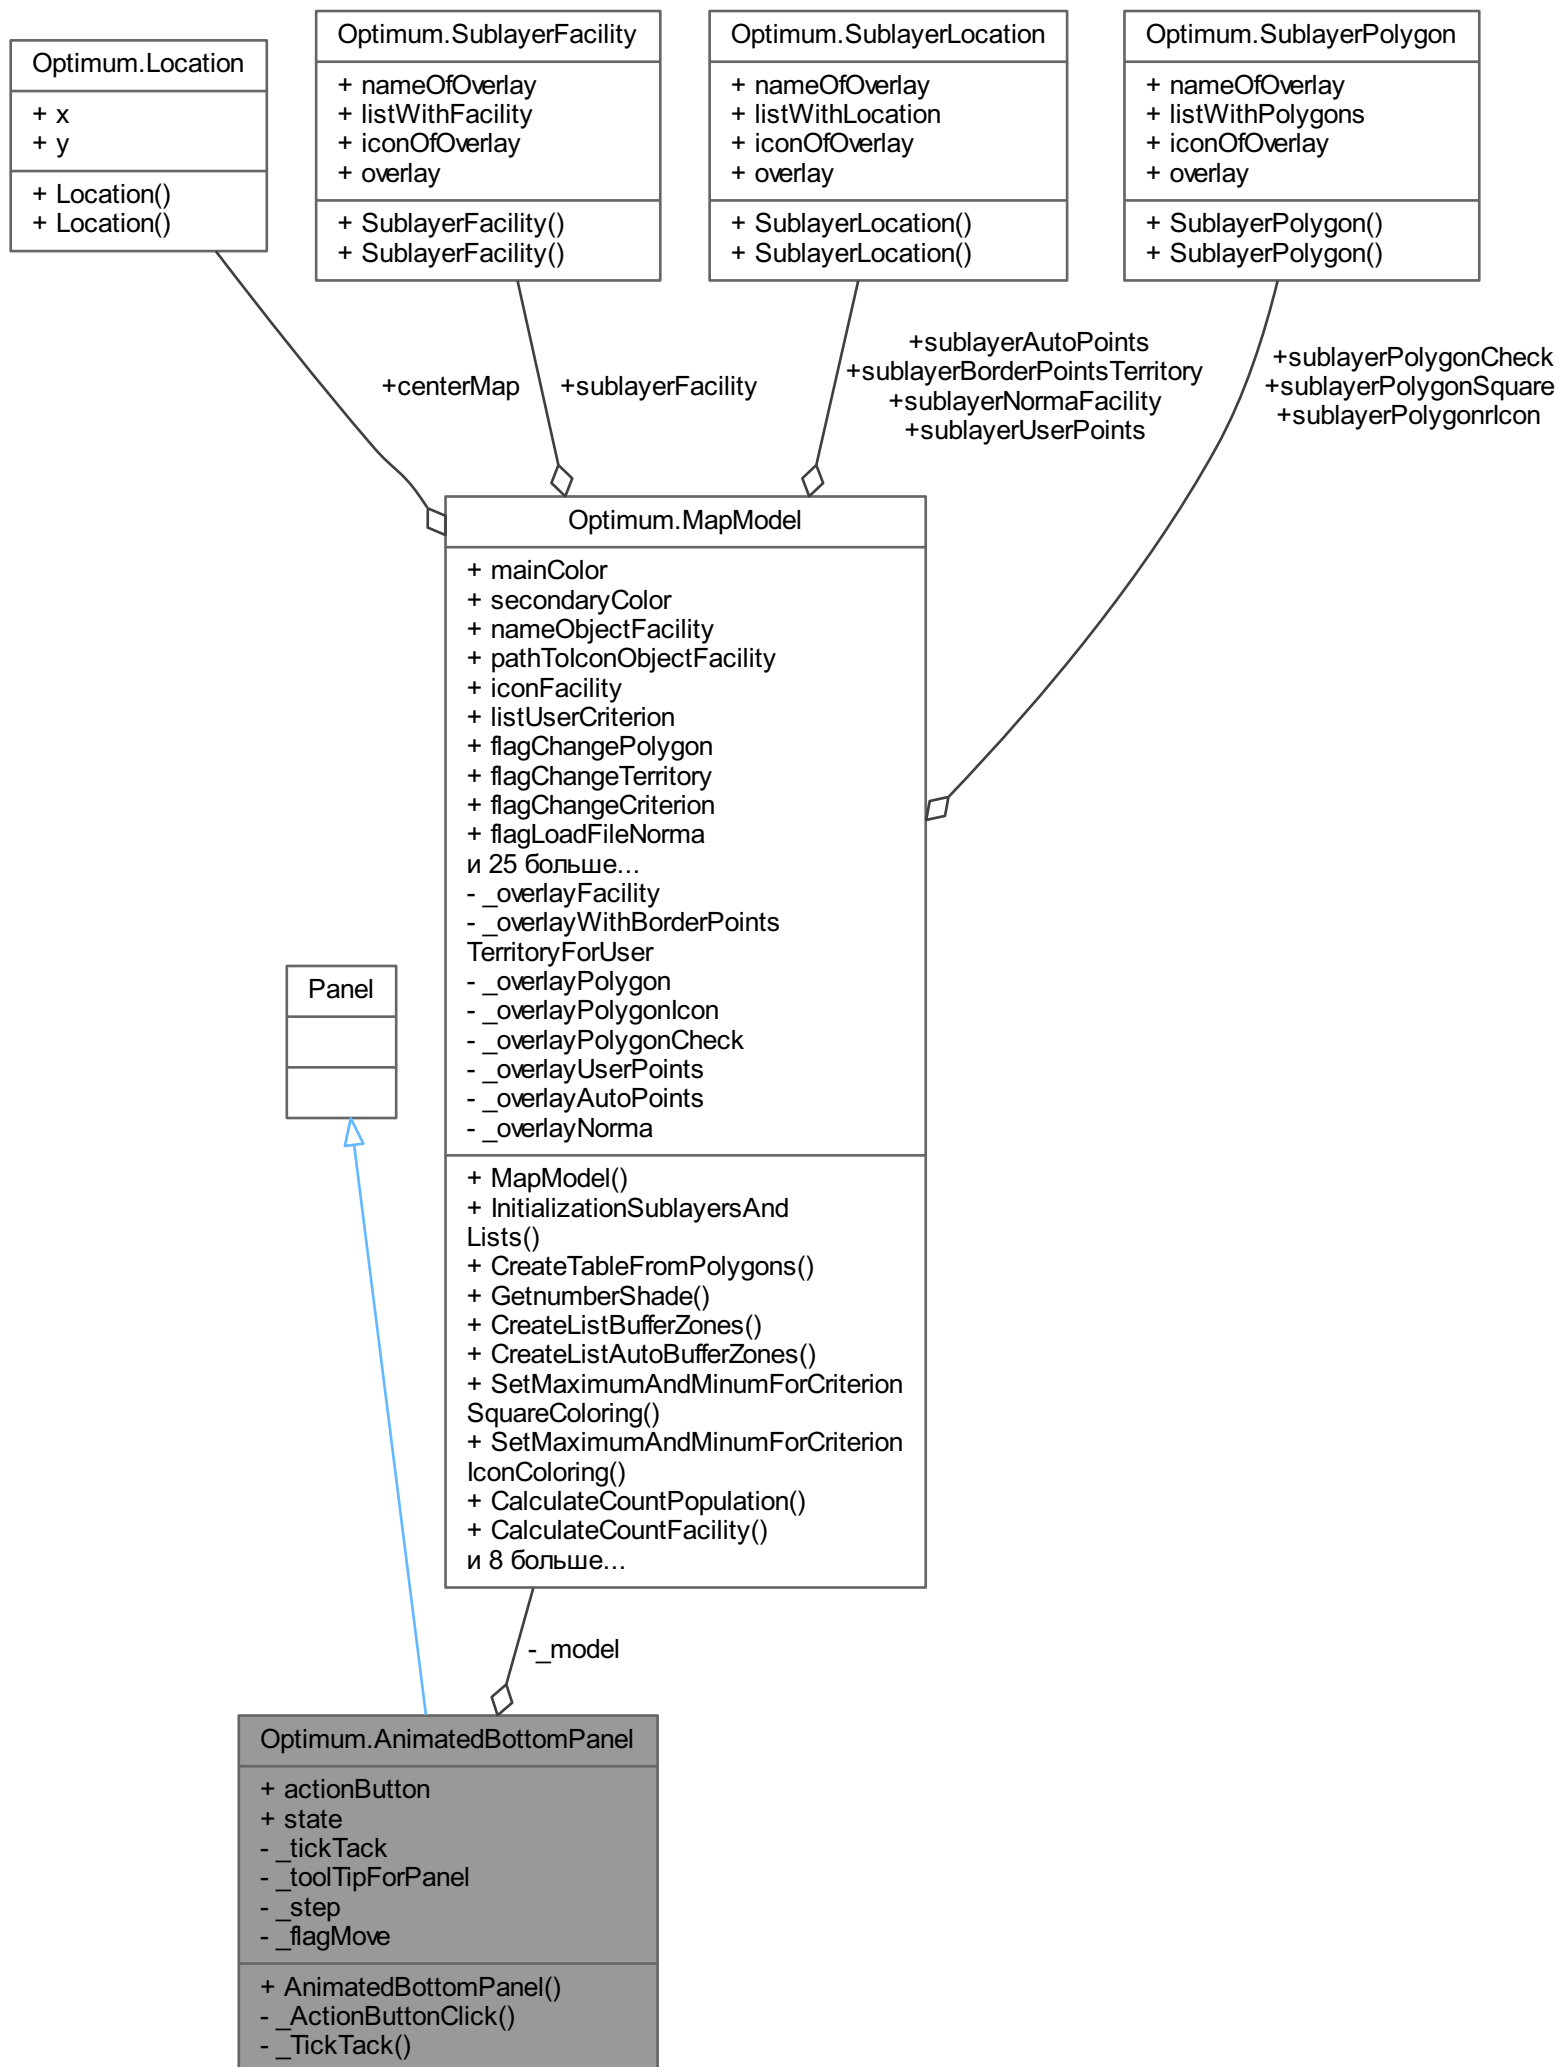 Optimum.Location
+ x
+ y
+ Location()
+ Location()
Optimum.SublayerFacility
+ nameOfOverlay
+ listWithFacility
+ iconOfOverlay
+ overlay
+ SublayerFacility()
+ SublayerFacility()
Optimum.SublayerLocation
+ nameOfOverlay
+ listWithLocation
+ iconOfOverlay
+ overlay
+ SublayerLocation()
+ SublayerLocation()
Optimum.SublayerPolygon
+ nameOfOverlay
+ listWithPolygons
+ iconOfOverlay
+ overlay
+ SublayerPolygon()
+ SublayerPolygon()
+centerMap
+sublayerFacility
+sublayerAutoPoints
+sublayerBorderPointsTerritory
+sublayerNormaFacility
+sublayerUserPoints
+sublayerPolygonCheck
+sublayerPolygonSquare
+sublayerPolygonrIcon
Optimum.MapModel
+ mainColor
+ secondaryColor
+ nameObjectFacility
+ pathToIconObjectFacility
+ iconFacility
+ listUserCriterion
+ flagChangePolygon
+ flagChangeTerritory
+ flagChangeCriterion
+ flagLoadFileNorma
и 25 больше...
- _overlayFacility
- _overlayWithBorderPoints
TerritoryForUser
- _overlayPolygon
- _overlayPolygonIcon
- _overlayPolygonCheck
- _overlayUserPoints
- _overlayAutoPoints
- _overlayNorma
+ MapModel()
+ InitializationSublayersAnd
Lists()
+ CreateTableFromPolygons()
+ GetnumberShade()
+ CreateListBufferZones()
+ CreateListAutoBufferZones()
+ SetMaximumAndMinumForCriterion
SquareColoring()
+ SetMaximumAndMinumForCriterion
IconColoring()
+ CalculateCountPopulation()
+ CalculateCountFacility()
и 8 больше...
Panel
-_model
Optimum.AnimatedBottomPanel
+ actionButton
+ state
- _tickTack
- _toolTipForPanel
- _step
- _flagMove
+ AnimatedBottomPanel()
- _ActionButtonClick()
- _TickTack()